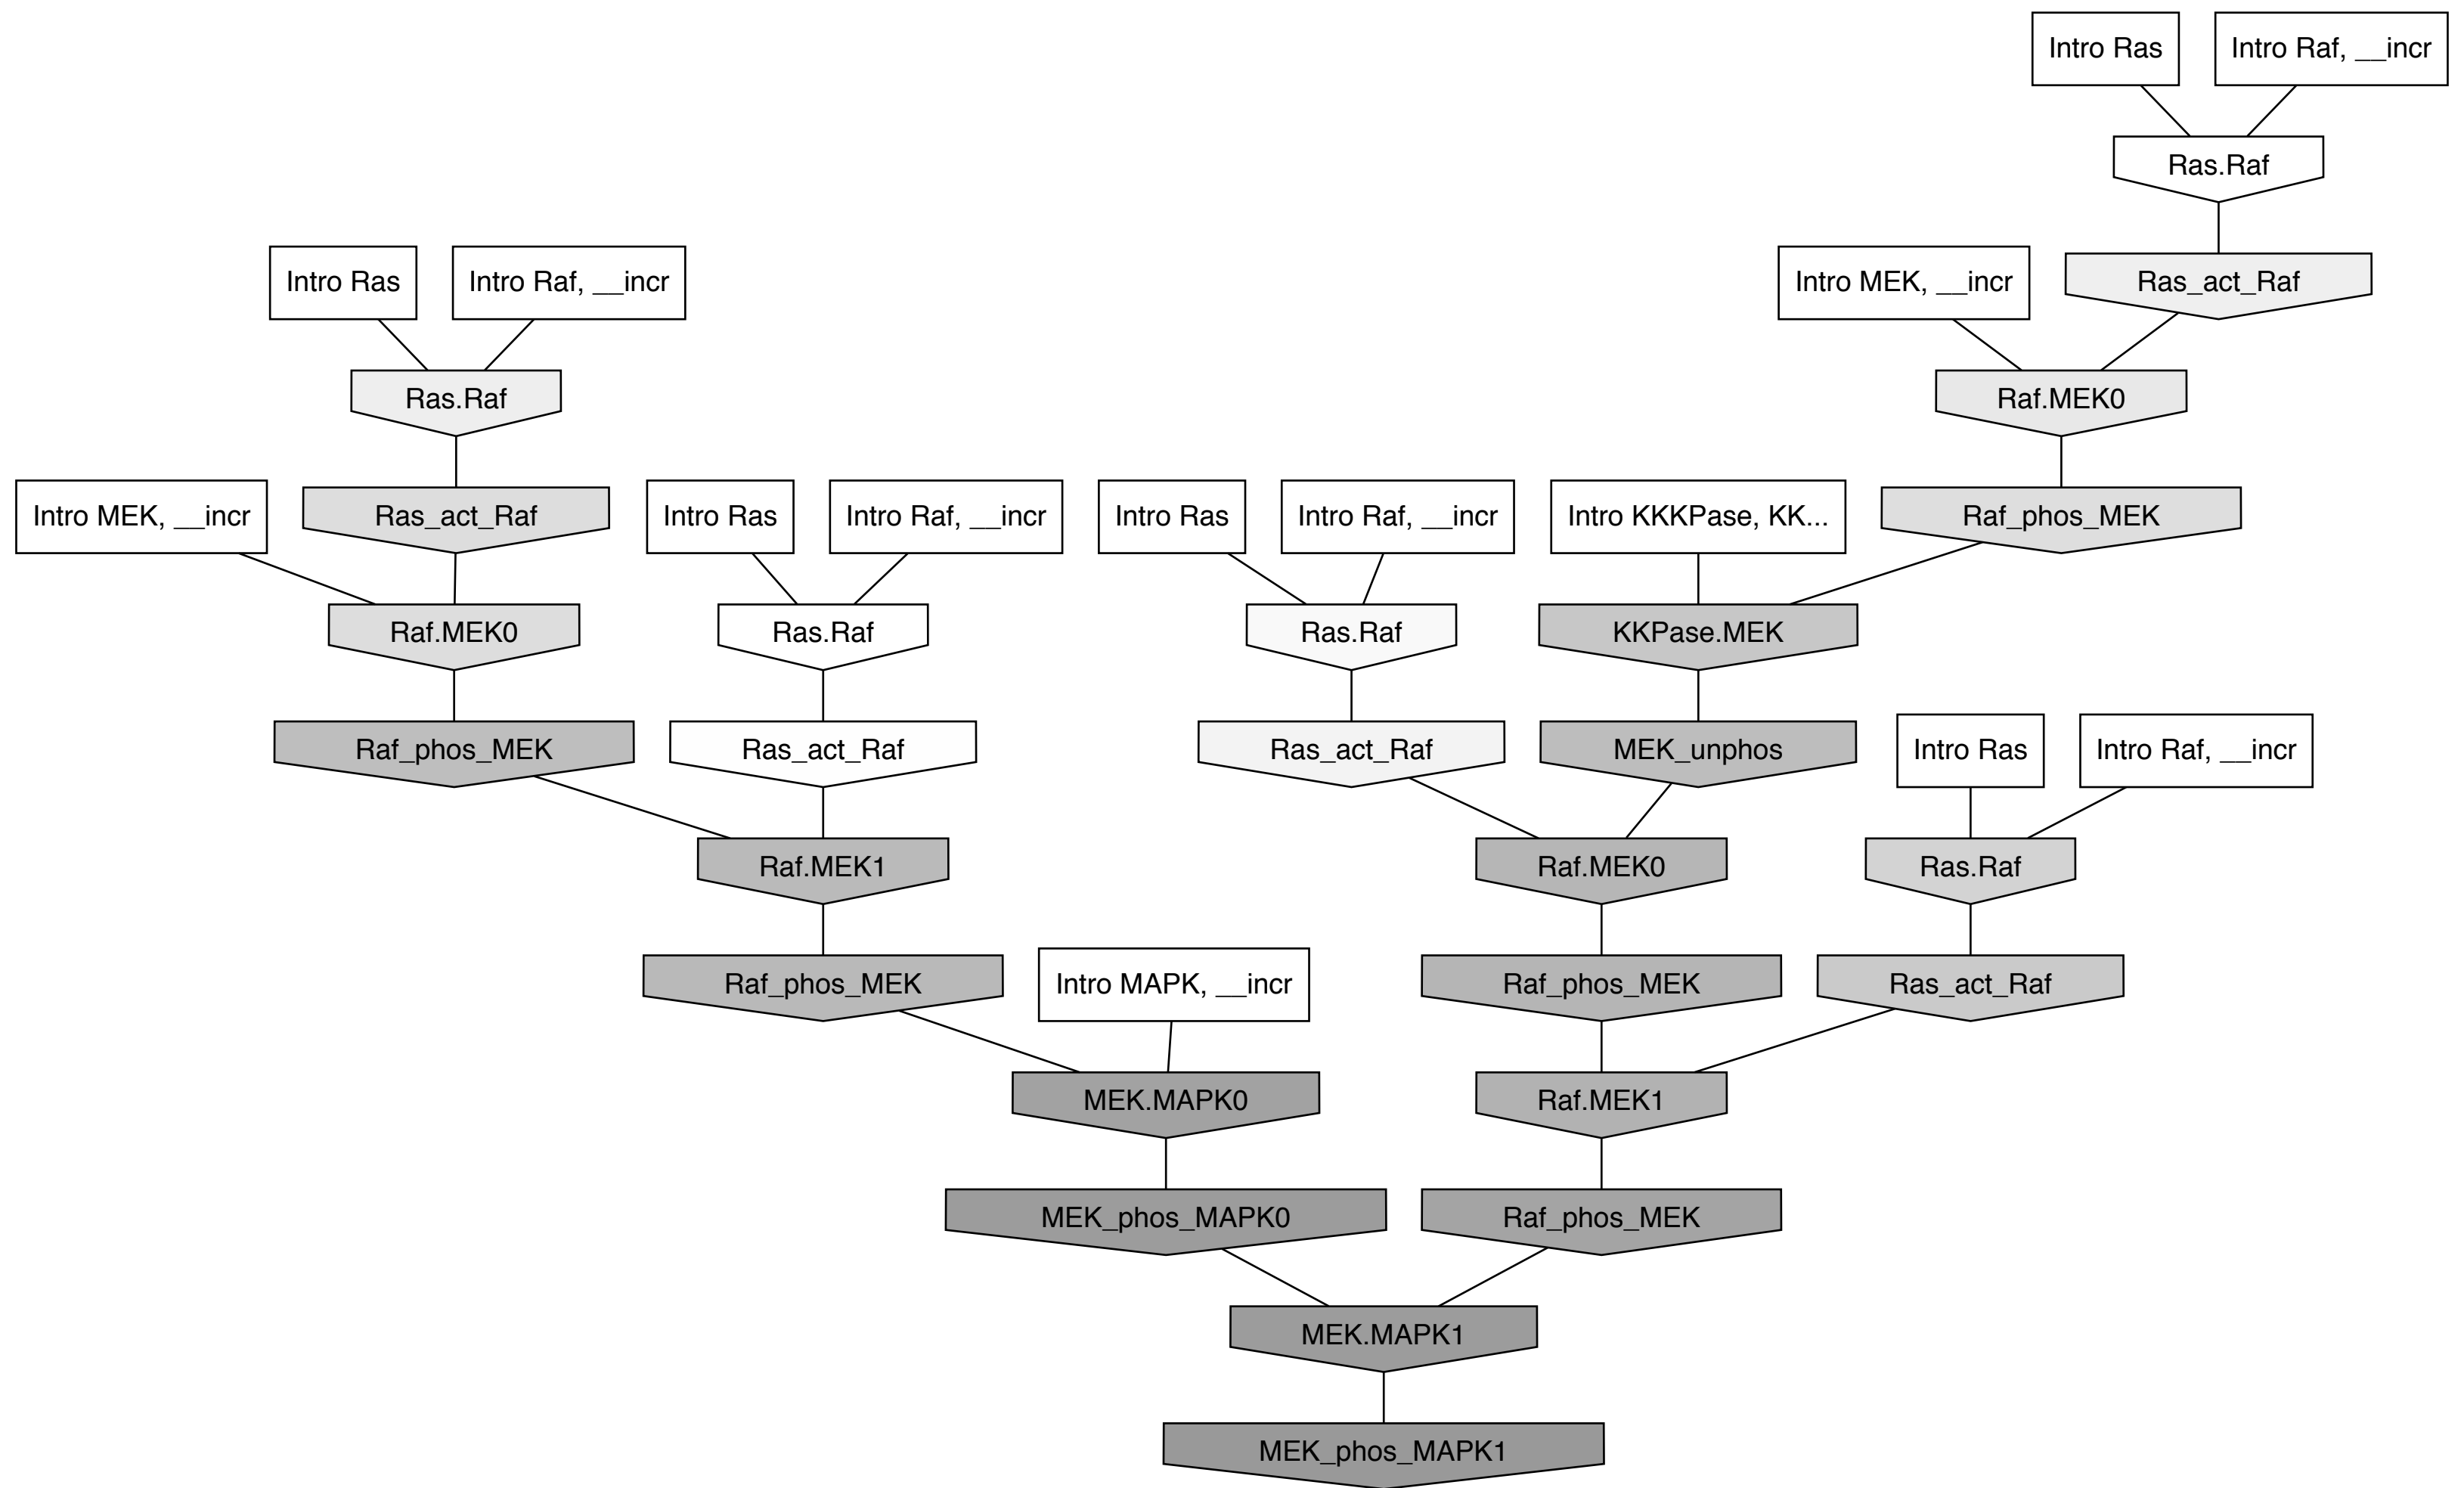 Intro Ras
Intro Raf, __incr
Ras.Raf
Intro Ras
Intro Raf, __incr
Intro MEK, __incr
Ras_act_Raf
Ras.Raf
Raf.MEK0
Intro MEK, __incr
Ras_act_Raf
Intro Ras
Intro Raf, __incr
Intro Ras
Intro Raf, __incr
Intro KKKPase, KK...
Raf_phos_MEK
Raf.MEK0
Ras.Raf
Ras.Raf
KKPase.MEK
Raf_phos_MEK
Ras_act_Raf
Ras_act_Raf
MEK_unphos
Intro Ras
Intro Raf, __incr
Raf.MEK1
Raf.MEK0
Ras.Raf
Raf_phos_MEK
Intro MAPK, __incr
Raf_phos_MEK
Ras_act_Raf
MEK.MAPK0
Raf.MEK1
MEK_phos_MAPK0
Raf_phos_MEK
MEK.MAPK1
MEK_phos_MAPK1